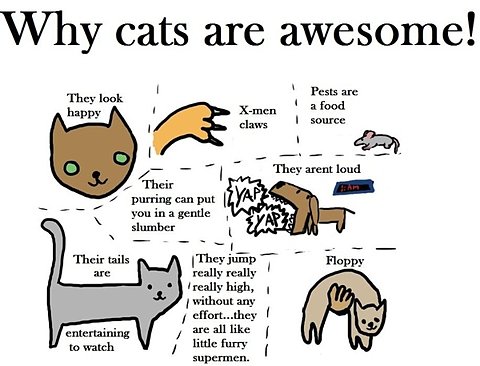 Why cats are awesome!
They look
happy
X-men
claws
Pests are
a food
source
Their
purring can put
you in a gentle
slumber
They arent loud
YAP
YAP
Their tails
are
entertaining
to watch
They jump
really really
really high,
without any
effort...they
are all like
little furry
supermen.
Floppy